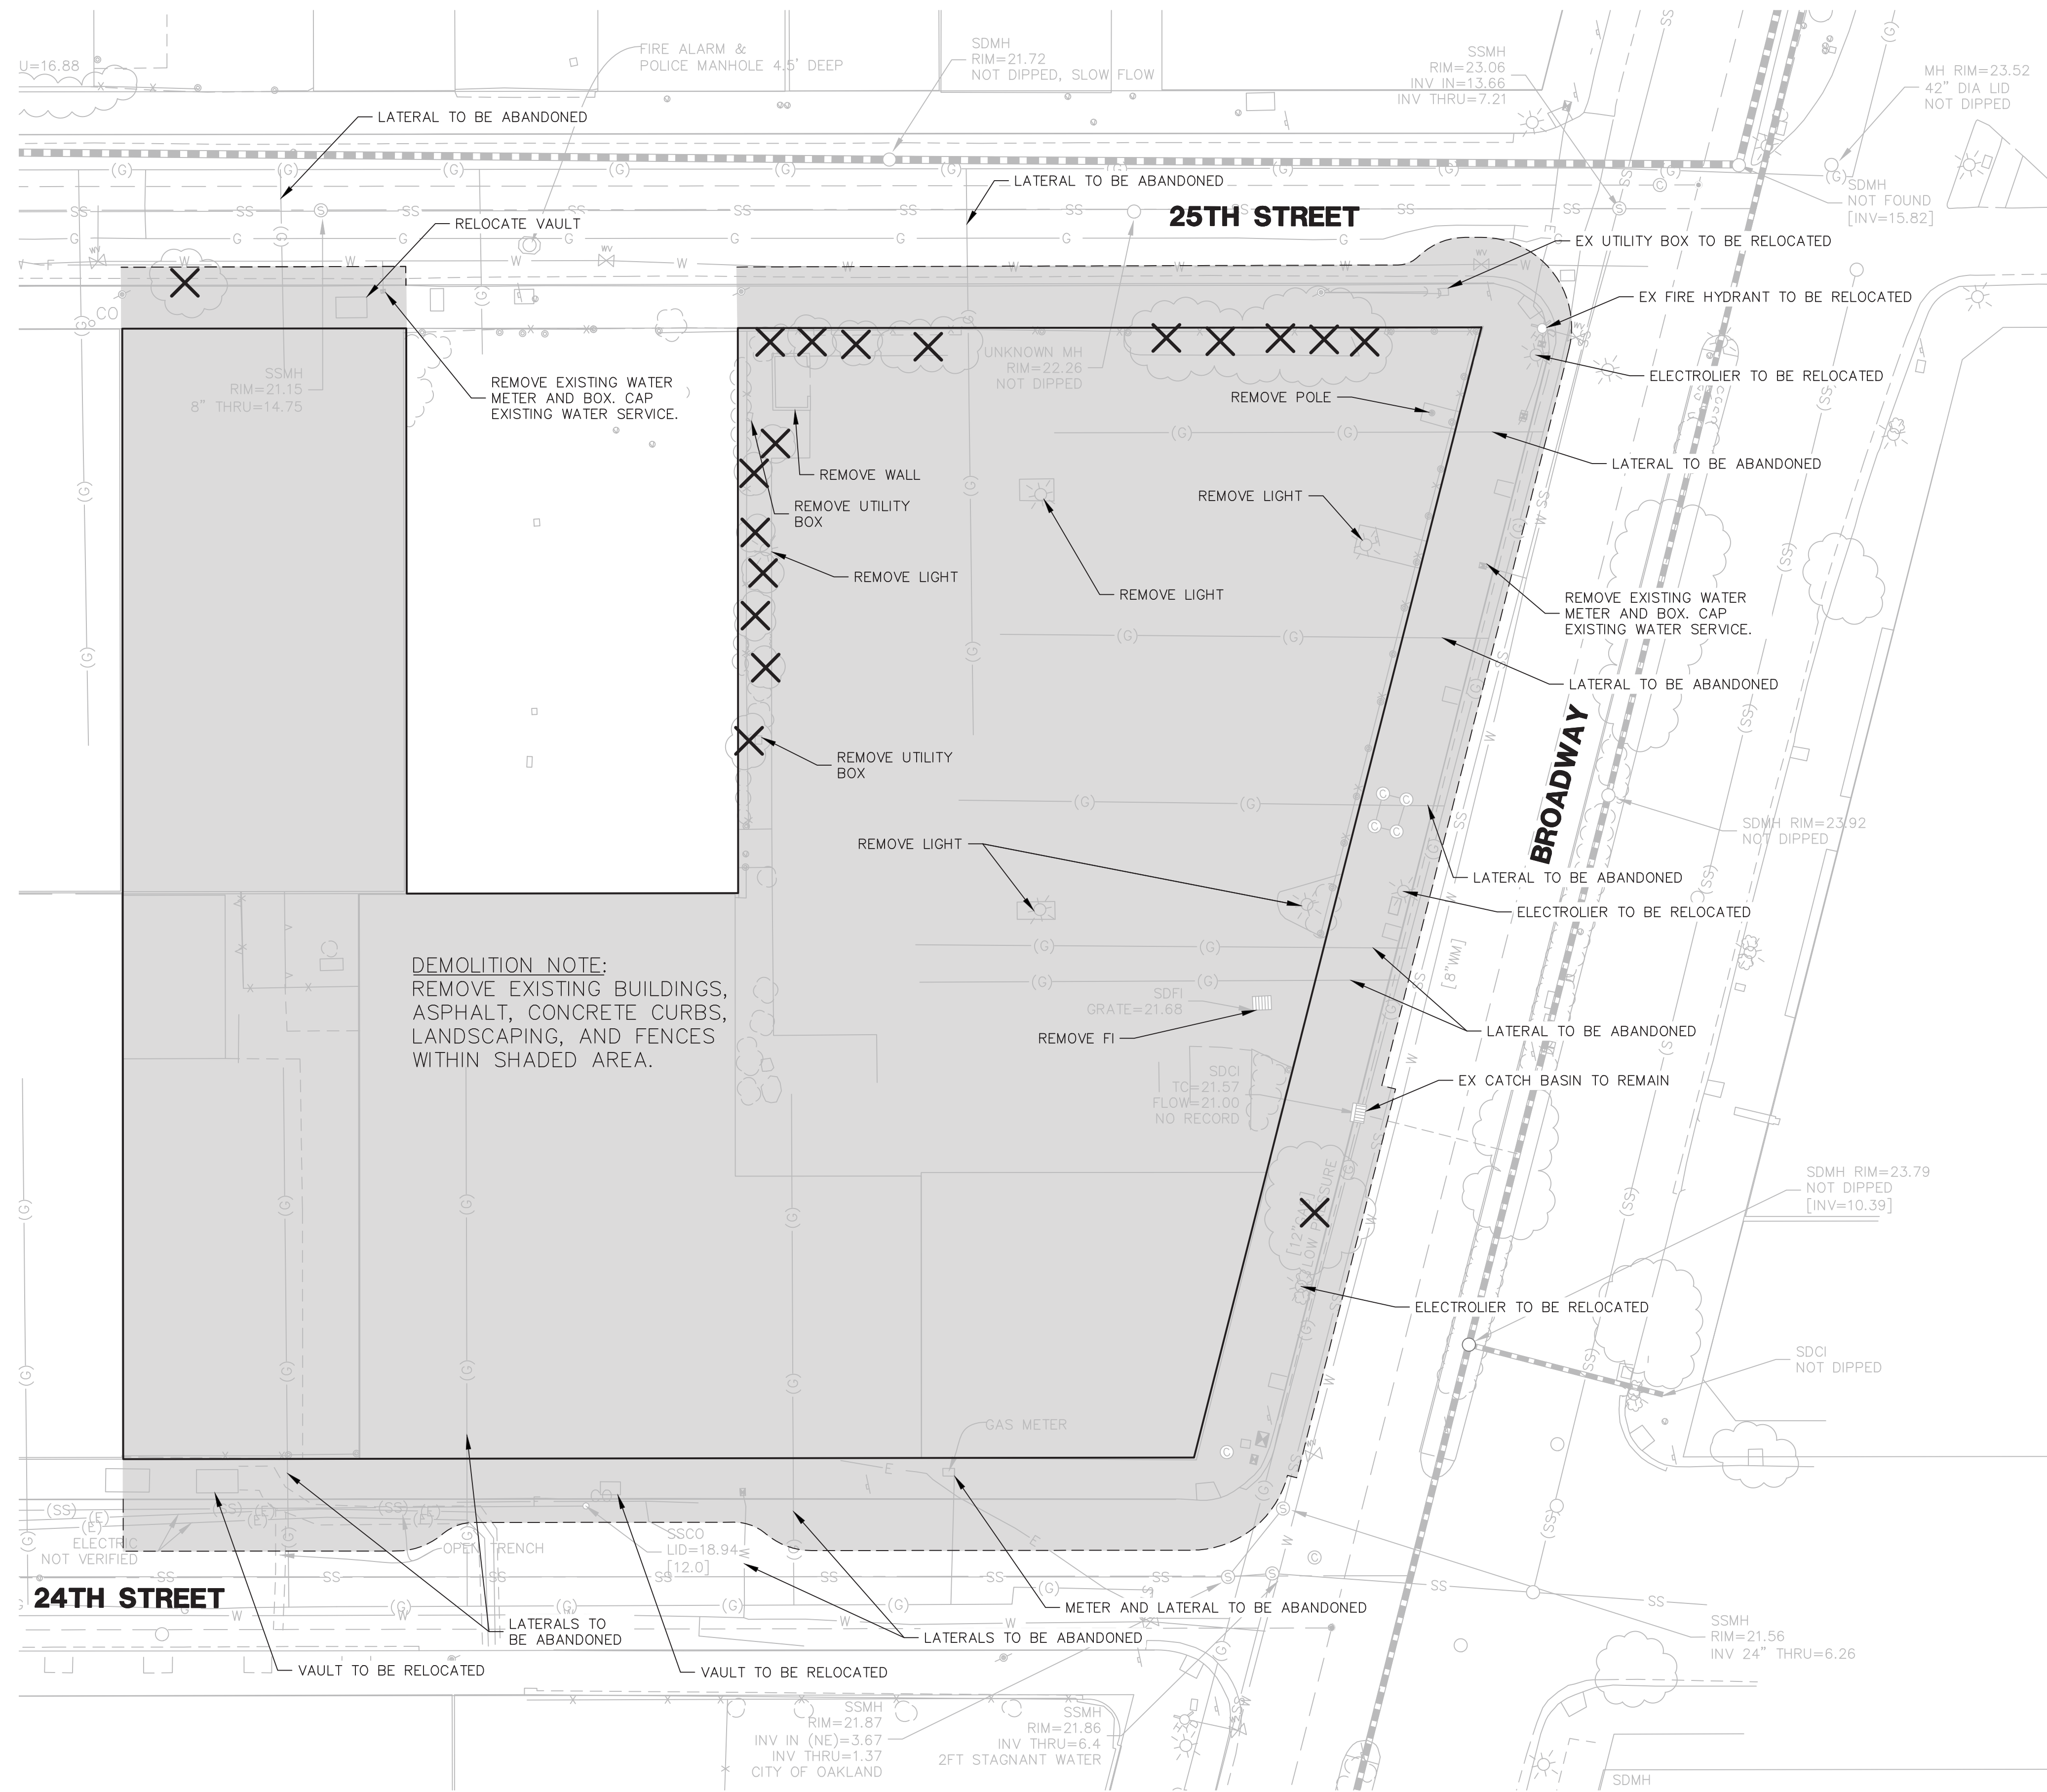 U=16.88
FIRE ALARM &
POLICE MANHOLE 4.5' DEEP
SDMH
RIM=21.72
NOT DIPPED, SLOW FLOW
SSMH
RIM=23.06
INV IN=13.66
INV THRU=7.21
MH RIM=23.52
42" DIA LID
NOT DIPPED
LATERAL TO BE ABANDONED
LATERAL TO BE ABANDONED
SDMH
NOT FOUND
[INV=15.82]
25TH STREET
RELOCATE VAULT
EX UTILITY BOX TO BE RELOCATED
EX FIRE HYDRANT TO BE RELOCATED
CO
SSMH
RIM=21.15
8" THRU=14.75
REMOVE EXISTING WATER
METER AND BOX. CAP
EXISTING WATER SERVICE.
UNKNOWN MH
RIM=22.26
NOT DIPPED
ELECTROLIER TO BE RELOCATED
REMOVE POLE
LATERAL TO BE ABANDONED
REMOVE WALL
REMOVE UTILITY
BOX
REMOVE LIGHT
REMOVE LIGHT
REMOVE LIGHT
REMOVE EXISTING WATER
METER AND BOX. CAP
EXISTING WATER SERVICE.
LATERAL TO BE ABANDONED
BROADWAY
REMOVE UTILITY
BOX
SDMH RIM=23.92
NOT DIPPED
REMOVE LIGHT
LATERAL TO BE ABANDONED
ELECTROLIER TO BE RELOCATED
[8"WM]
DEMOLITION NOTE:
REMOVE EXISTING BUILDINGS,
ASPHALT, CONCRETE CURBS,
LANDSCAPING, AND FENCES
WITHIN SHADED AREA.
SDFI
GRATE=21.68
REMOVE FI
LATERAL TO BE ABANDONED
SDCI
TC=21.57
FLOW=21.00
NO RECORD
EX CATCH BASIN TO REMAIN
SDMH RIM=23.79
NOT DIPPED
[INV=10.39]
ELECTROLIER TO BE RELOCATED
SDCI
NOT DIPPED
GAS METER
ELECTRIC
NOT VERIFIED
OPEN TRENCH
SSCO
LID=18.94
[12.0]
24TH STREET
LATERALS TO
BE ABANDONED
METER AND LATERAL TO BE ABANDONED
LATERALS TO BE ABANDONED
VAULT TO BE RELOCATED
VAULT TO BE RELOCATED
SSMH
RIM=21.56
INV 24" THRU=6.26
SSMH
RIM=21.87
INV IN (NE)=3.67
INV THRU=1.37
CITY OF OAKLAND
SSMH
RIM=21.86
INV THRU=6.4
2FT STAGNANT WATER
SDMH